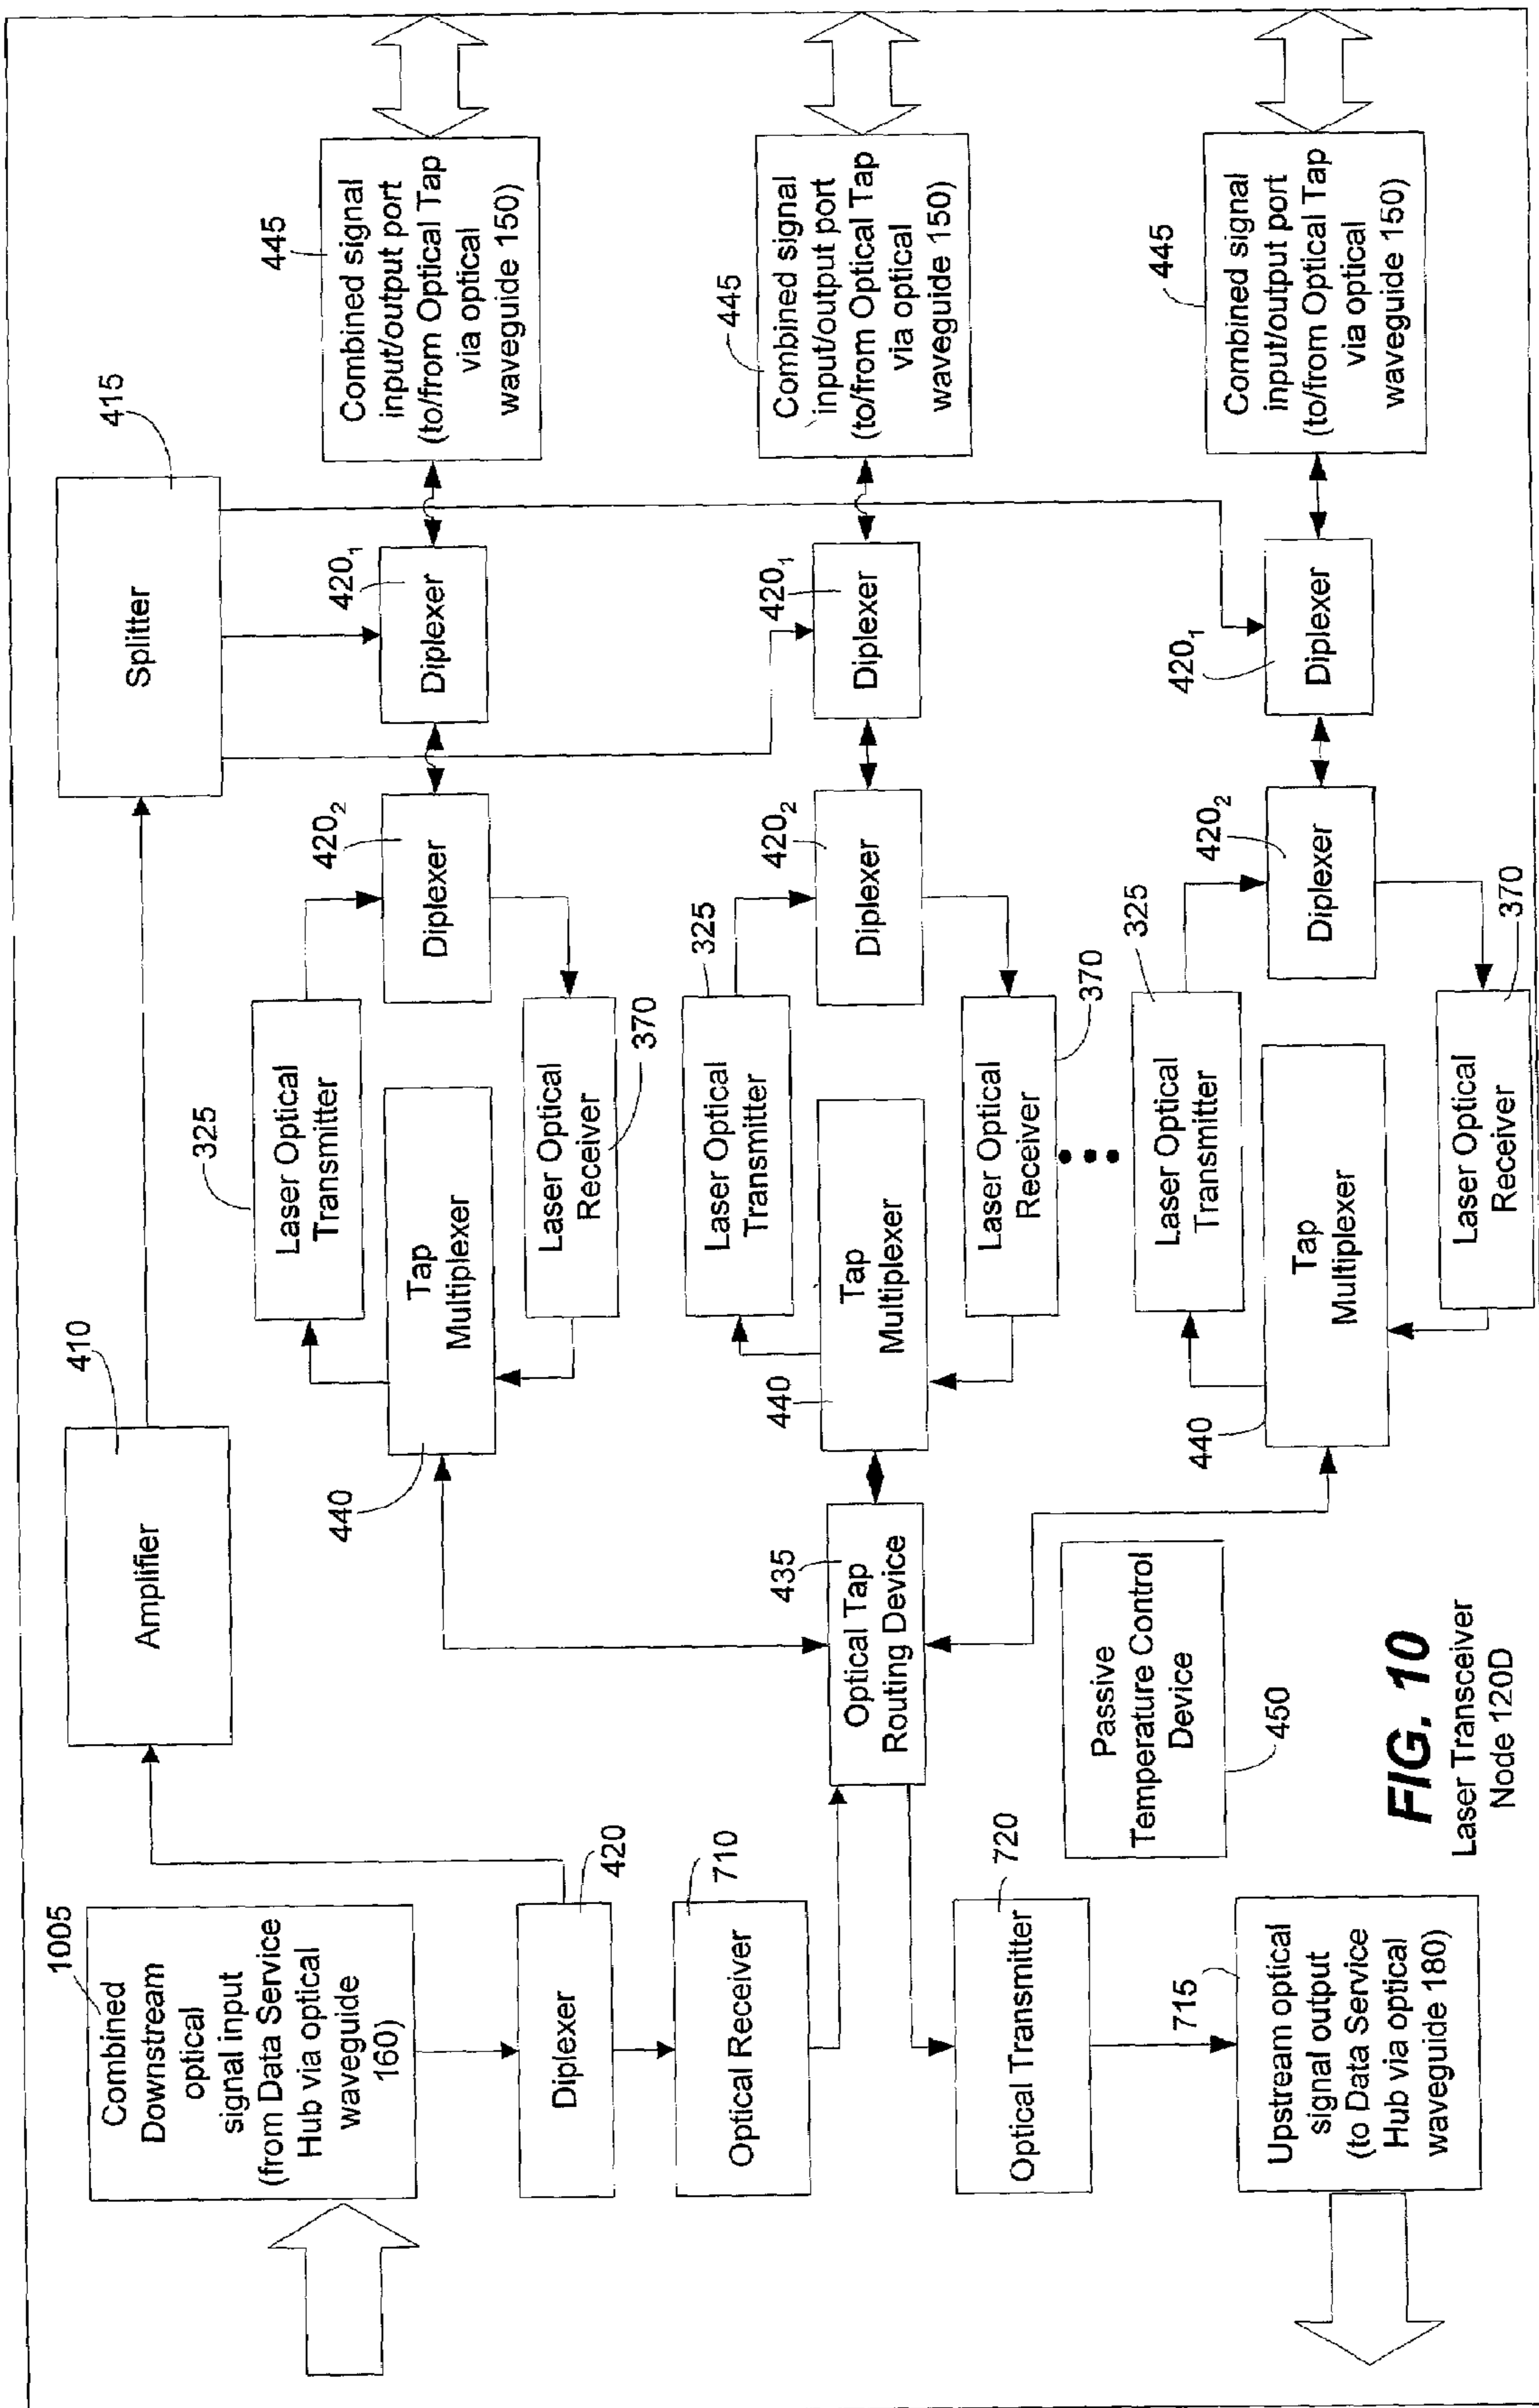 1005
Combined
Downstream
optical
signal input
(from Data Service
Hub via optical
waveguide
160)
Diplexer
420
Optical Receiver
710
Optical Transmitter
720
715
Upstream optical
signal output
(to Data Service
Hub via optical
waveguide 180)
Amplifier
410
Splitter
415
Optical Tap
Routing Device
435
Passive
Temperature Control
Device
450
440
Tap
Multiplexer
325
Laser Optical
Transmitter
Laser Optical
Receiver
370
420₂
Diplexer
420₁
Diplexer
445
Combined signal
input/output port
(to/from Optical Tap
via optical
waveguide 150)
440
Tap
Multiplexer
325
Laser Optical
Transmitter
Laser Optical
Receiver
370
420₂
Diplexer
420₁
Diplexer
445
Combined signal
input/output port
(to/from Optical Tap
via optical
waveguide 150)
440
Tap
Multiplexer
325
Laser Optical
Transmitter
Laser Optical
Receiver
370
420₂
Diplexer
420₁
Diplexer
445
Combined signal
input/output port
(to/from Optical Tap
via optical
waveguide 150)
FIG. 10
Laser Transceiver
Node 120D